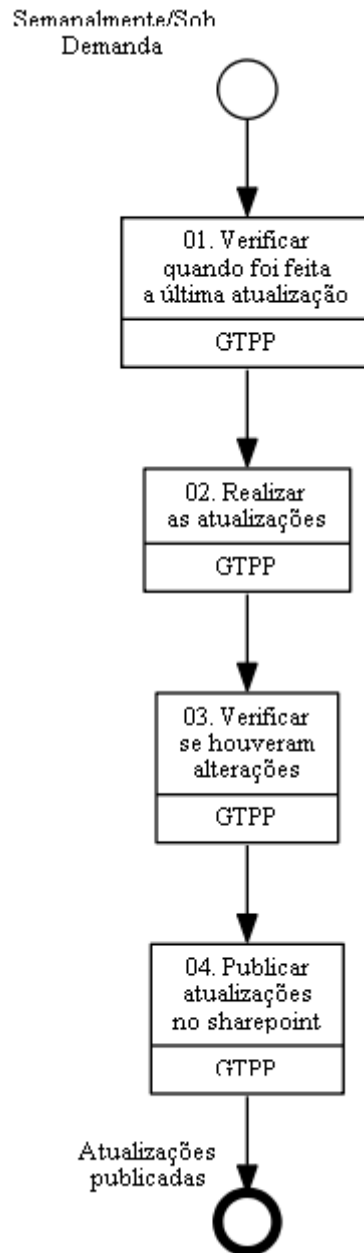 Semanalmente/Sob
Demanda
01. Verificar
quando foi feita
a última atualização
GTPP
02. Realizar
as atualizações
GTPP
03. Verificar
se houveram
alterações
GTPP
04. Publicar
atualizações
no sharepoint
GTPP
Atualizações
publicadas